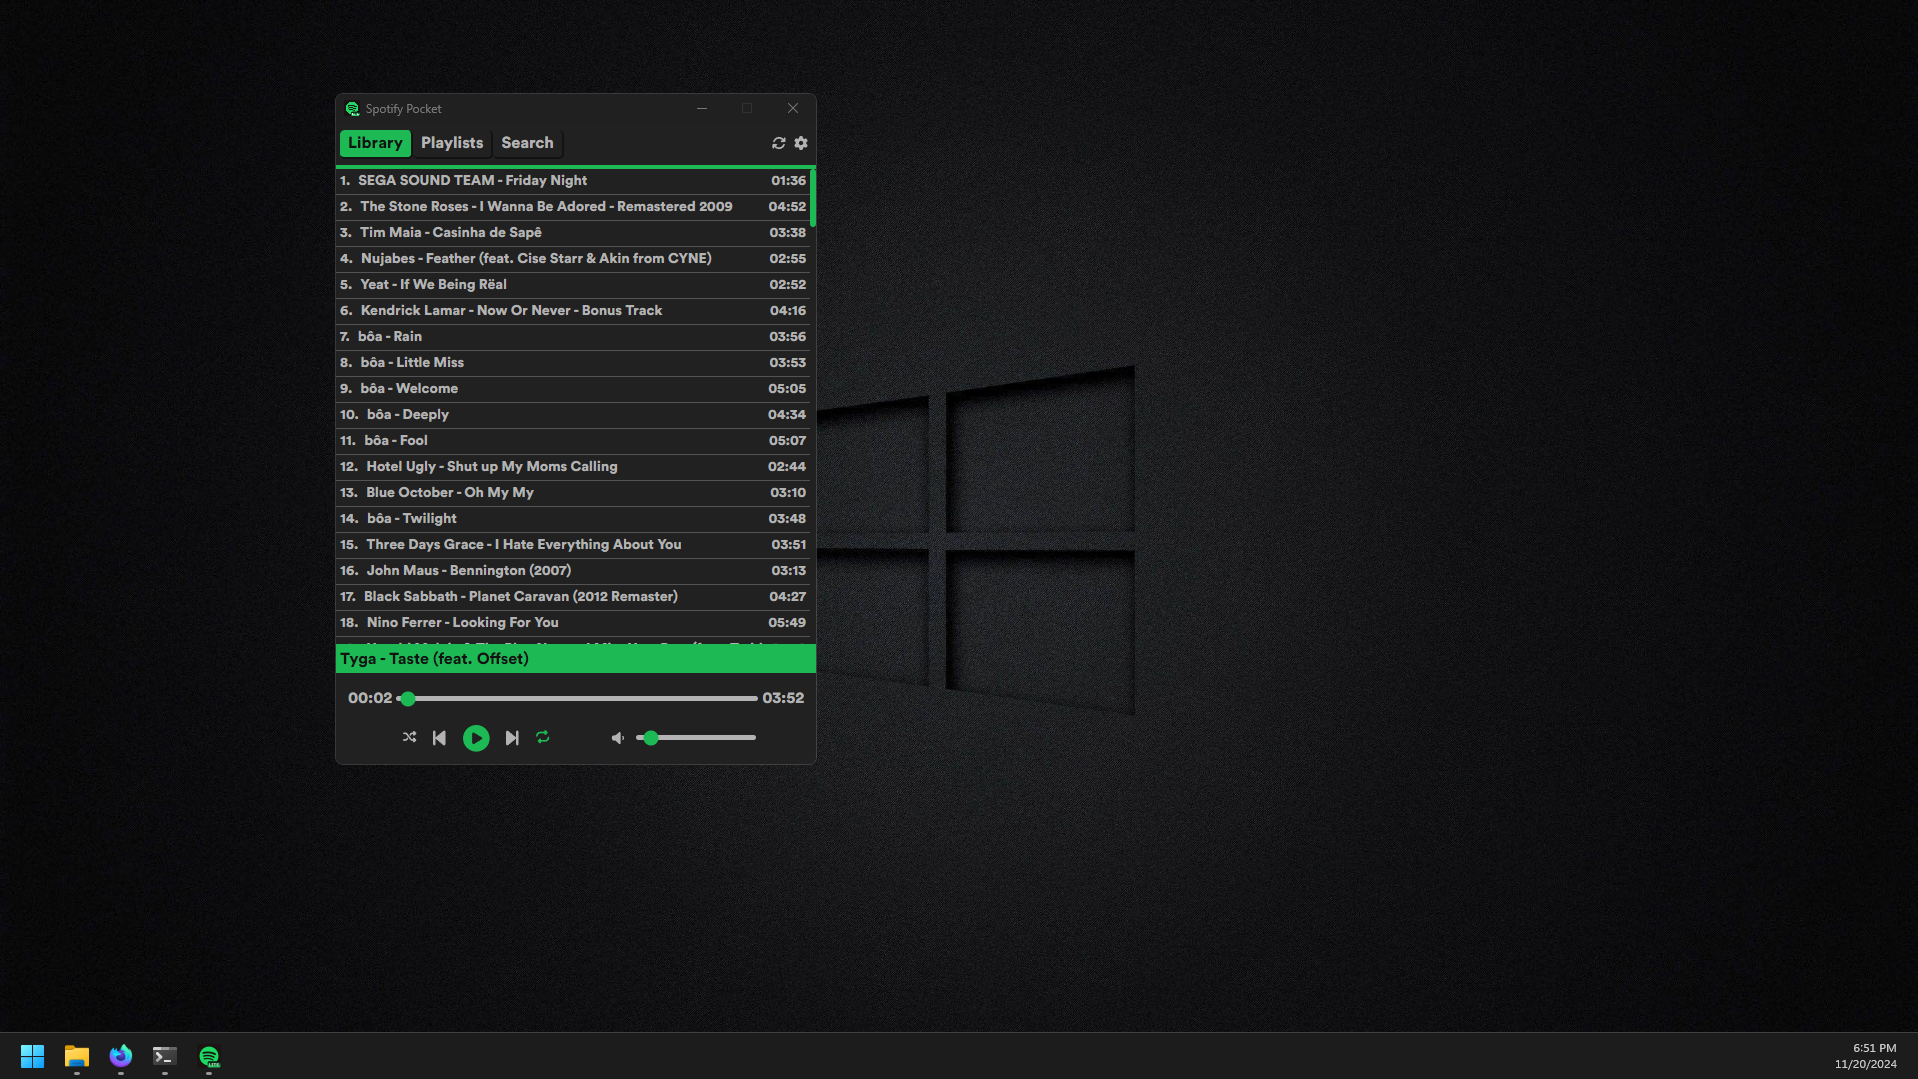 Spotify Pocket
Library Playlists Search
1. SEGA SOUND TEAM - Friday Night 01:36
2. The Stone Roses - I Wanna Be Adored - Remastered 2009 04:52
3. Tim Maia - Casinha de Sapê 03:38
4. Nujabes - Feather (feat. Cise Starr & Akin from CYNE) 02:55
5. Yeat - If We Being Rëal 02:52
6. Kendrick Lamar - Now Or Never - Bonus Track 04:16
7. bôa - Rain 03:56
8. bôa - Little Miss 03:53
9. bôa - Welcome 05:05
10. bôa - Deeply 04:34
11. bôa - Fool 05:07
12. Hotel Ugly - Shut up My Moms Calling 02:44
13. Blue October - Oh My My 03:10
14. bôa - Twilight 03:48
15. Three Days Grace - I Hate Everything About You 03:51
16. John Maus - Bennington (2007) 03:13
17. Black Sabbath - Planet Caravan (2012 Remaster) 04:27
18. Nino Ferrer - Looking For You 05:49
Tyga - Taste (feat. Offset)
00:02 03:52
6:51 PM
11/20/2024